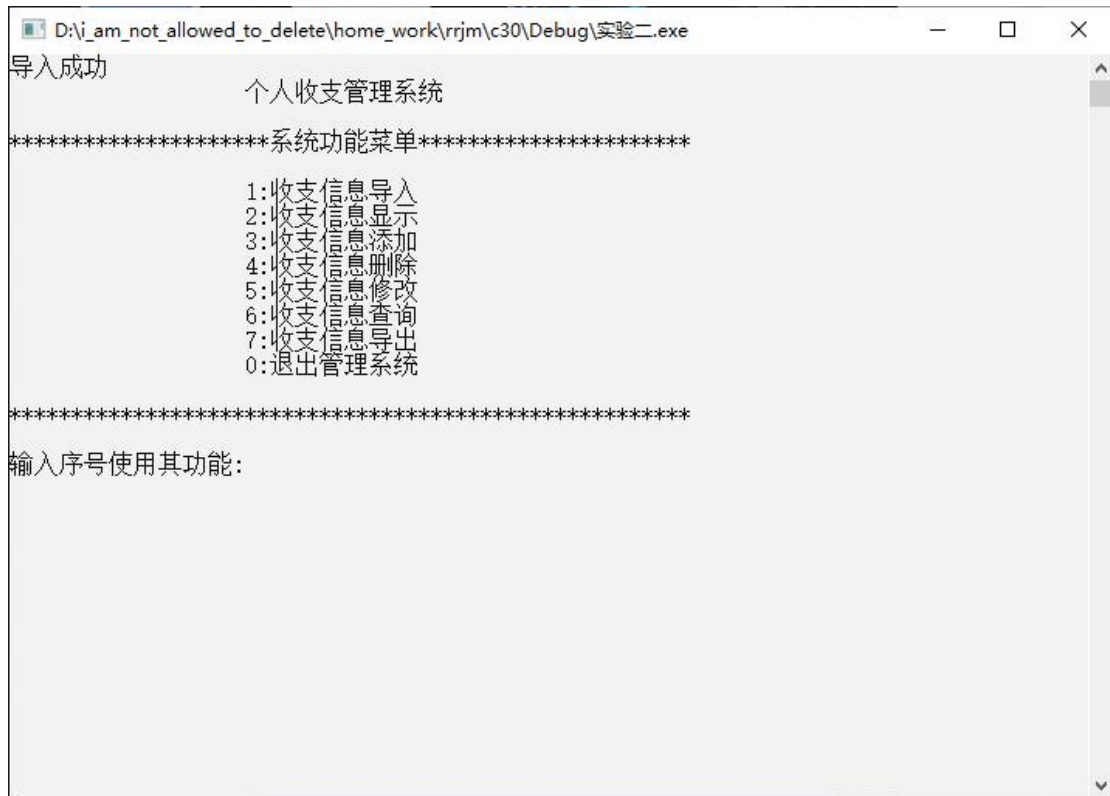 D:\i_am_not_allowed_to_delete\home_work\rrjm\c30\Debug\实验二.exe
导入成功
个人收支管理系统
*********************系统功能菜单**********************
1:收支信息导入
2:收支信息显示
3:收支信息添加
4:收支信息删除
5:收支信息修改
6:收支信息查询
7:收支信息导出
0:退出管理系统
*******************************************************
输入序号使用其功能: